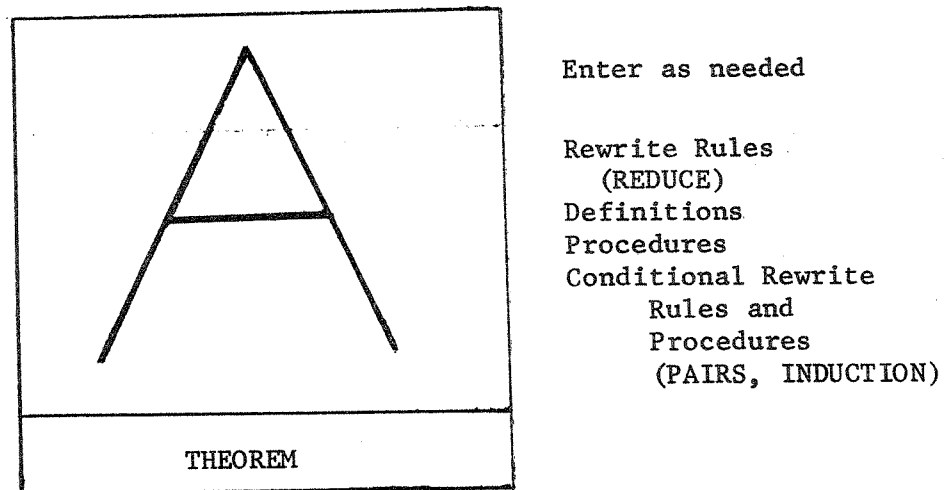 A
THEOREM
Enter as needed
Rewrite Rules
(REDUCE)
Definitions
Procedures
Conditional Rewrite
Rules and
Procedures
(PAIRS, INDUCTION)